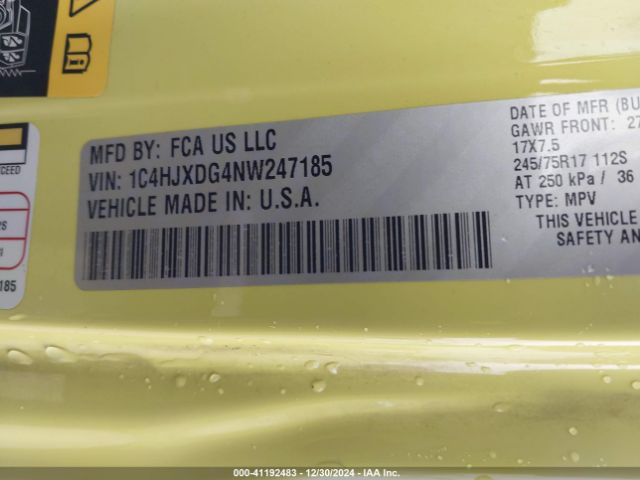 MFD BY: FCA US LLC
VIN: 1C4HJXDG4NW247185
VEHICLE MADE IN: U.S.A.
DATE OF MFR (BU
GAWR FRONT: 27
17X7.5
245/75R17 112S
AT 250 kPa / 36
TYPE: MPV
THIS VEHICLE
SAFETY AN
185
000-41192483 - 12/30/2024 - IAA Inc.